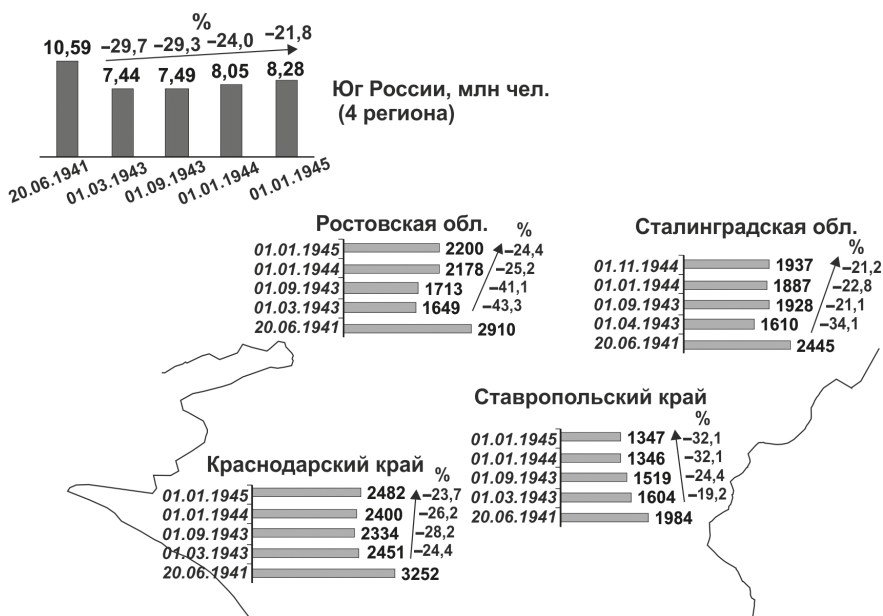 %
10,59 –29,7 –29,3 –24,0 –21,8
7,44 7,49 8,05 8,28
Юг России, млн чел.
(4 региона)
20.06.1941 01.03.1943 01.09.1943 01.01.1944 01.01.1945
Ростовская обл.
%
01.01.1945 2200 –24,4
01.01.1944 2178 –25,2
01.09.1943 1713 –41,1
01.03.1943 1649 –43,3
20.06.1941 2910
Сталинградская обл.
%
01.11.1944 1937 –21,2
01.01.1944 1887 –22,8
01.09.1943 1928 –21,1
01.04.1943 1610 –34,1
20.06.1941 2445
Ставропольский край
%
01.01.1945 1347 –32,1
01.01.1944 1346 –32,1
01.09.1943 1519 –24,4
01.03.1943 1604 –19,2
20.06.1941 1984
Краснодарский край
%
01.01.1945 2482 –23,7
01.01.1944 2400 –26,2
01.09.1943 2334 –28,2
01.03.1943 2451 –24,4
20.06.1941 3252